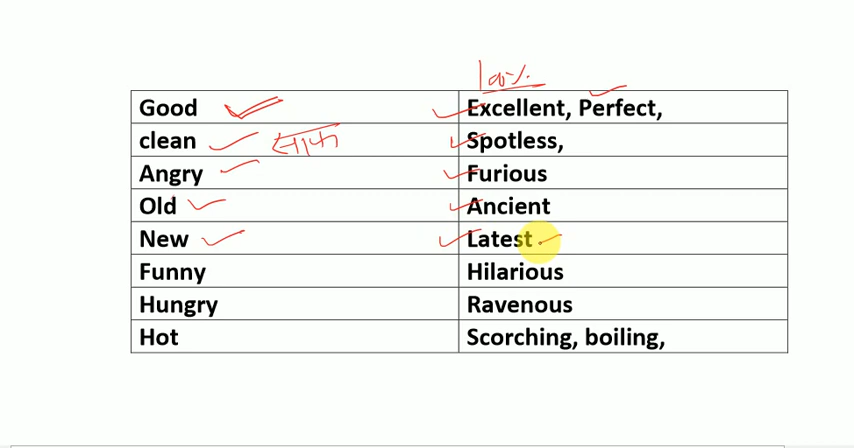 100%
Good Excellent, Perfect,
clean Spotless,
Angry Furious
Old Ancient
New Latest
Funny Hilarious
Hungry Ravenous
Hot Scorching, boiling,